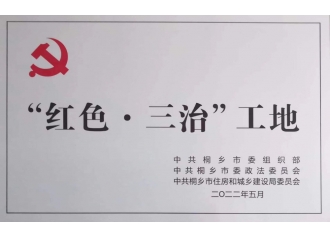 “红色·三治”工地
中共桐乡市委组织部
中共桐乡市委政法委员会
中共桐乡市住房和城乡建设局委员会
二〇二二年五月